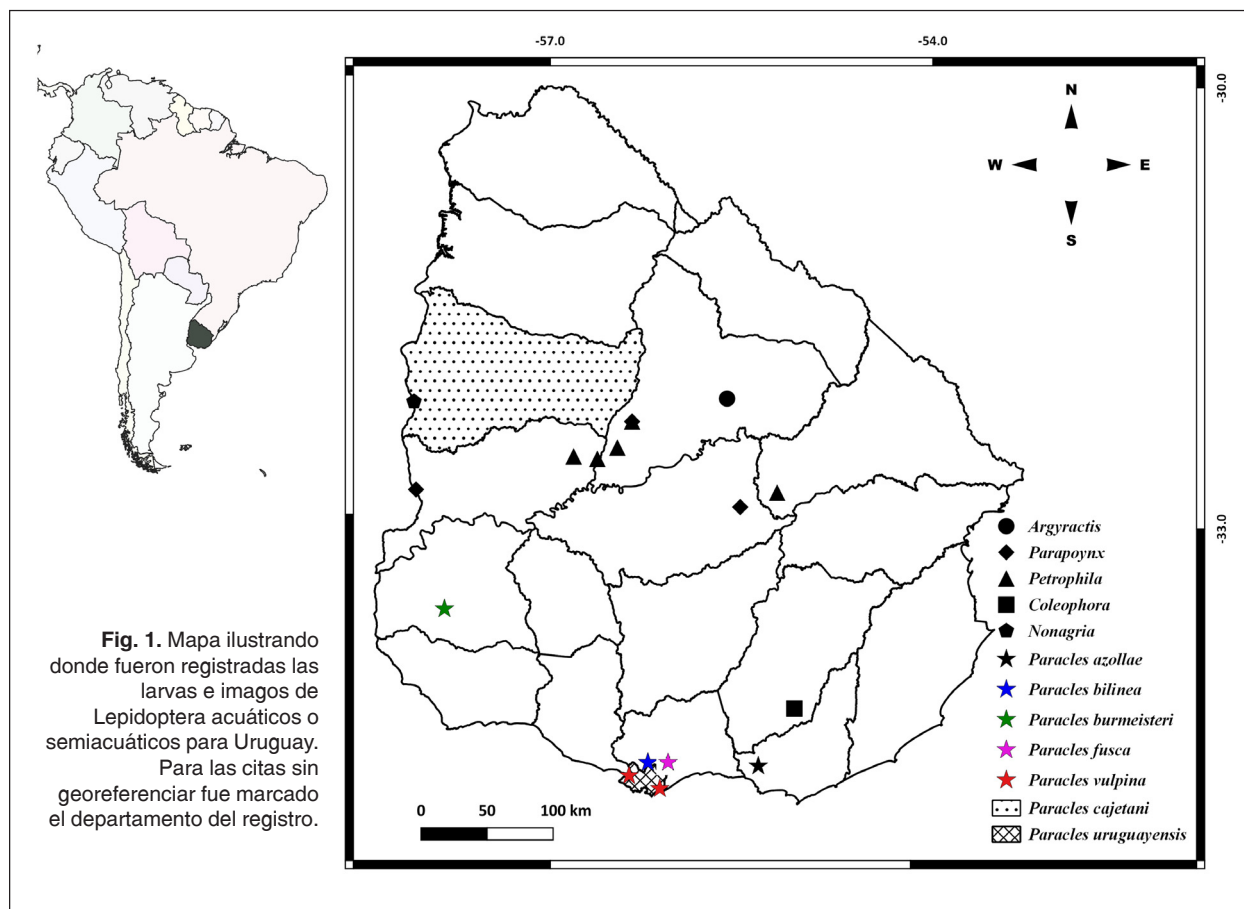 -57.0
-54.0
-30.0
N
W
E
S
-33.0
Argyractis
Parapoynx
Petrophila
Coleophora
Nonagria
Paracles azollae
Paracles bilinea
Paracles burmeisteri
Paracles fusca
Paracles vulpina
Paracles cajetani
Paracles uruguayensis
0 50 100 km
Fig. 1. Mapa ilustrando
donde fueron registradas las
larvas e imagos de
Lepidoptera acuáticos o
semiacuáticos para Uruguay.
Para las citas sin
georeferenciar fue marcado
el departamento del registro.